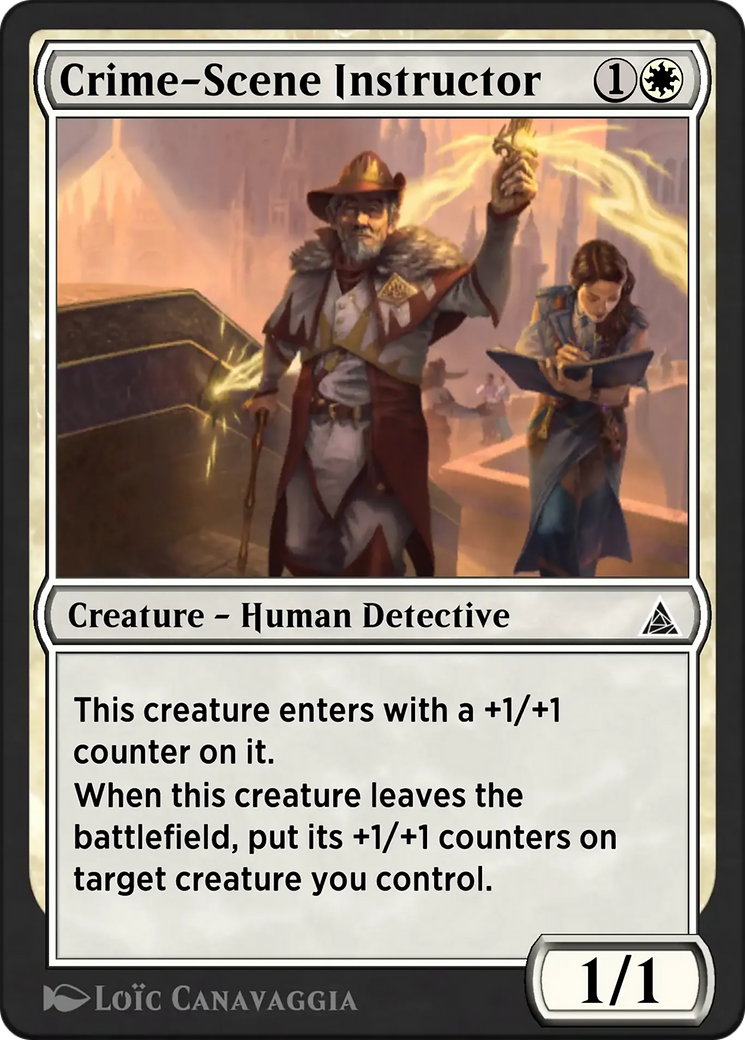 Crime-Scene Instructor 1
Creature – Human Detective
This creature enters with a +1/+1
counter on it.
When this creature leaves the
battlefield, put its +1/+1 counters on
target creature you control.
1/1
Loïc Canavaggia